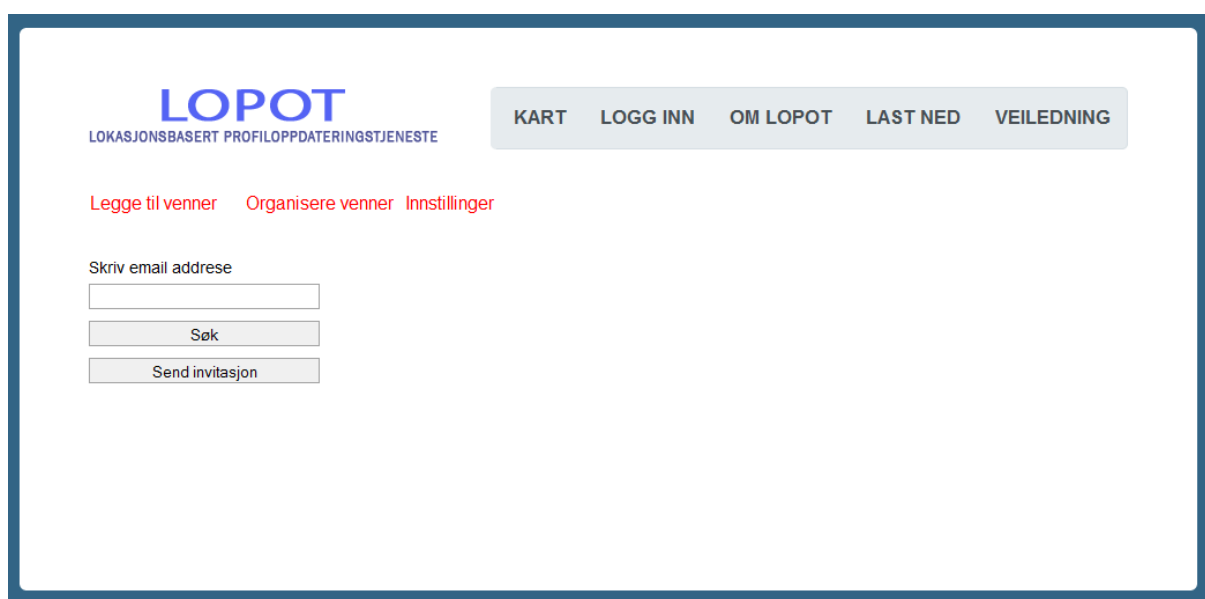 LOPOT
LOKASJONSBASERT PROFILOPPDATERINGSTJENESTE
KART LOGG INN OM LOPOT LAST NED VEILEDNING
Legge til venner Organisere venner Innstillinger
Skriv email addrese
Søk
Send invitasjon